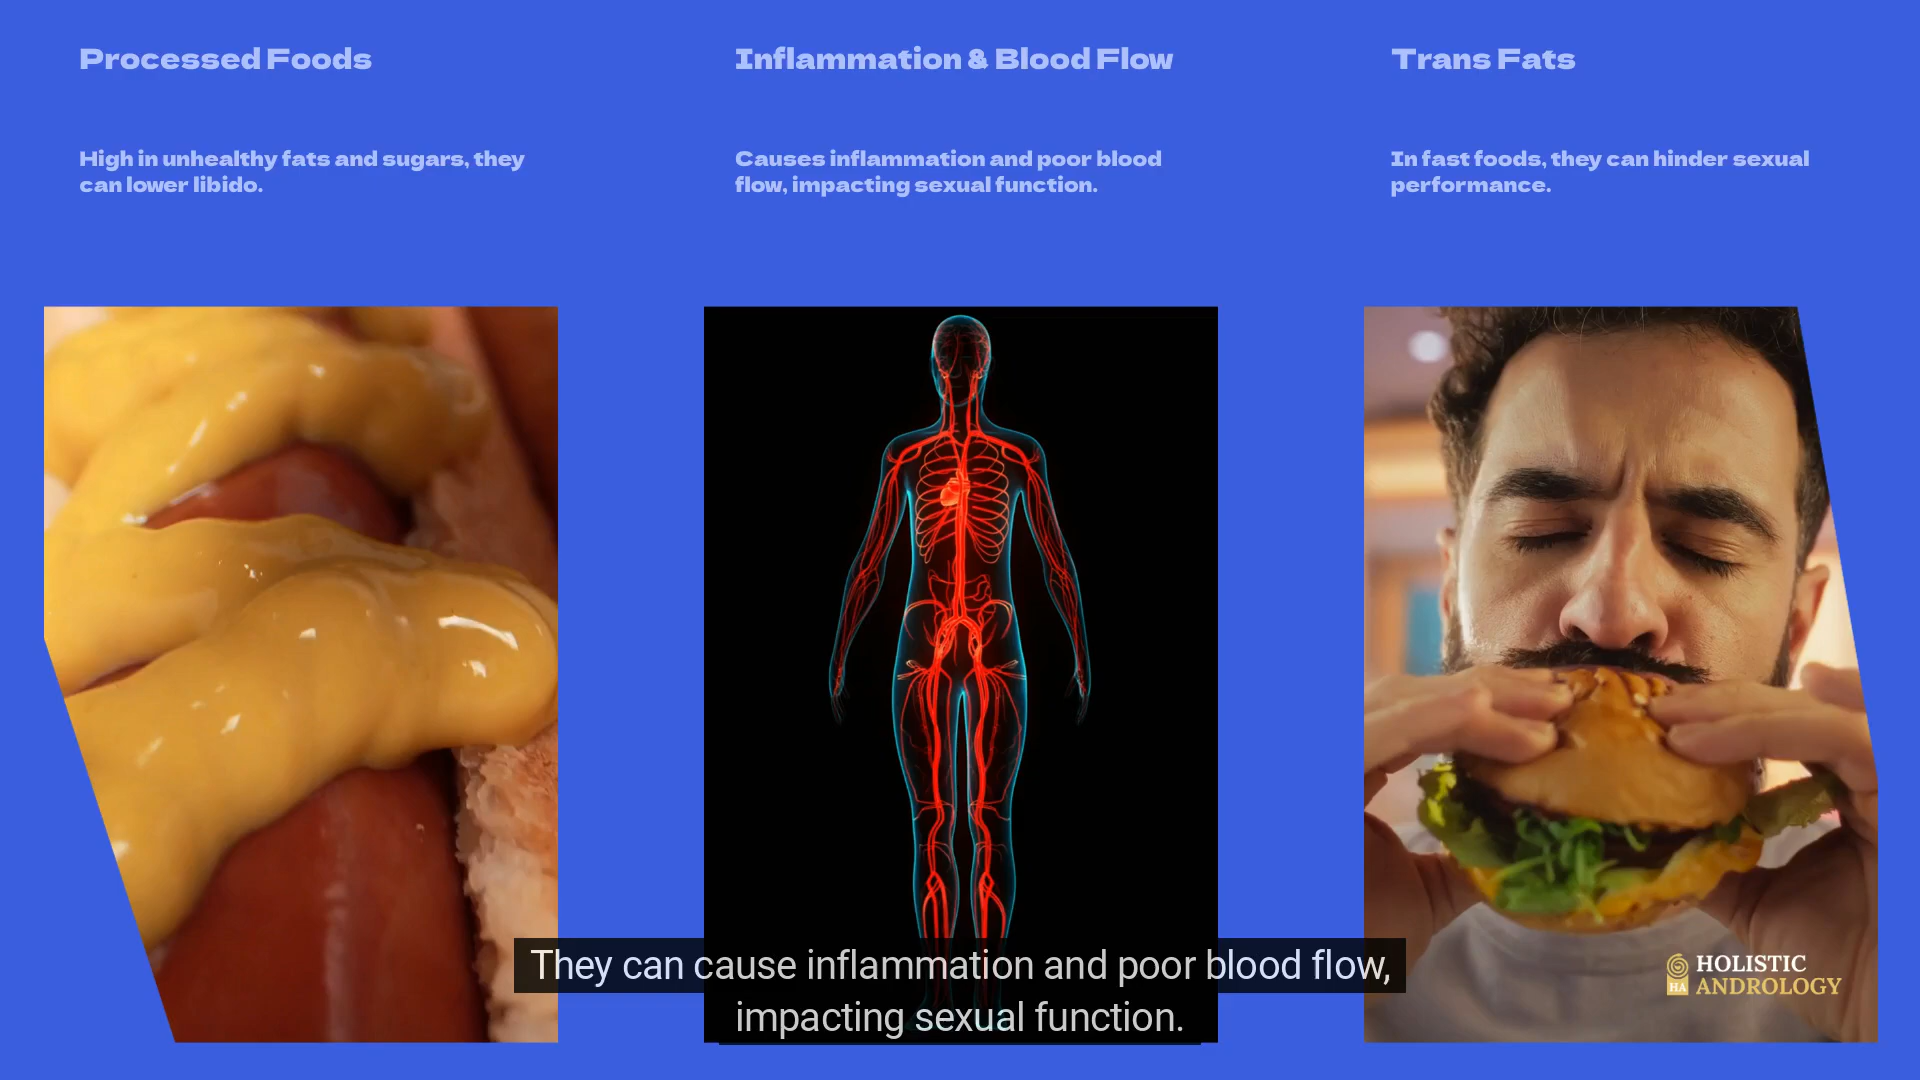 Processed Foods
High in unhealthy fats and sugars, they
can lower libido.
Inflammation & Blood Flow
Causes inflammation and poor blood
flow, impacting sexual function.
Trans Fats
In fast foods, they can hinder sexual
performance.
They can cause inflammation and poor blood flow,
impacting sexual function.
HA
HOLISTIC
ANDROLOGY